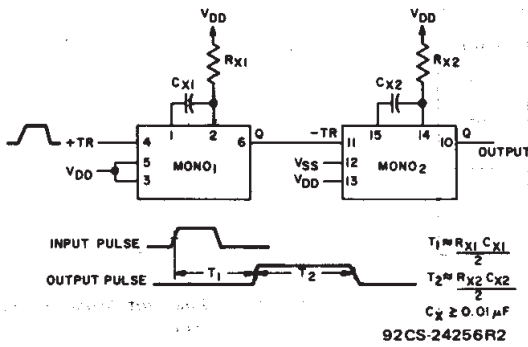 VDD
VDD
RX1
RX2
CX1
CX2
1
2
15
14
+TR
4
Q
6
-TR
11
Q
10
OUTPUT
VDD
5
3
MONO1
VSS
12
VDD
13
MONO2
INPUT PULSE
T1 ≈ RX1 CX1
2
OUTPUT PULSE
T1
T2
T2 ≈ RX2 CX2
2
CX ≥ 0.01 µF
92CS-24256R2